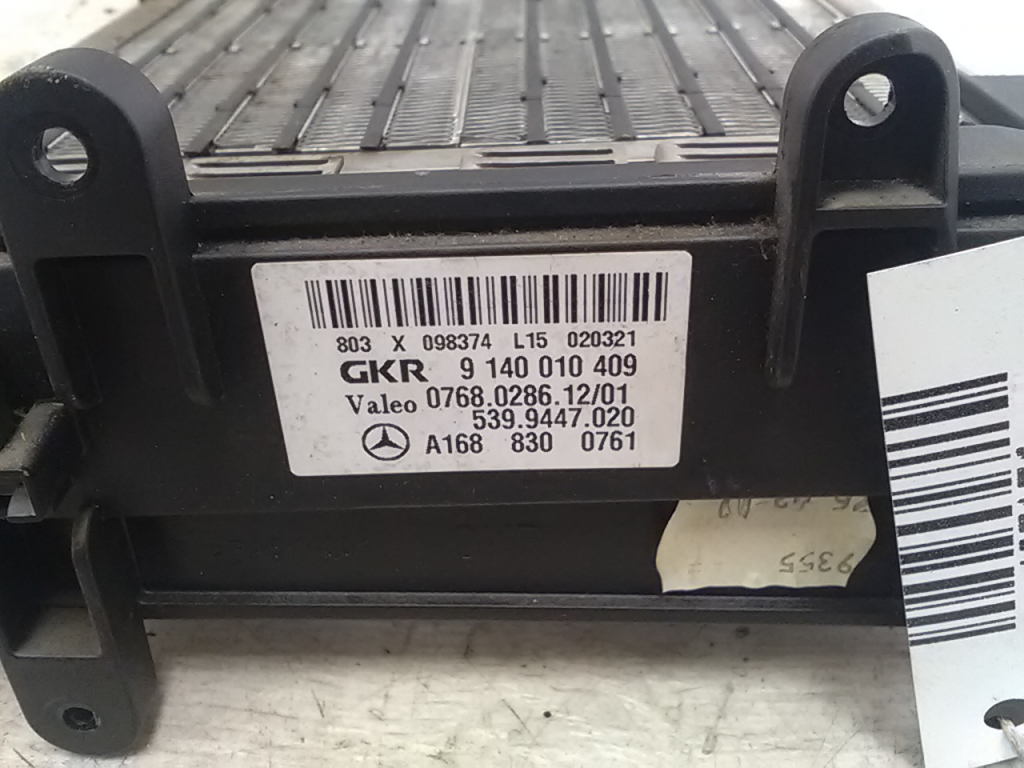 803 X 098374 L15 020321
GKR 9 140 010 409
Valeo 0768.0286.12/01
539.9447.020
A168 830 0761
9355